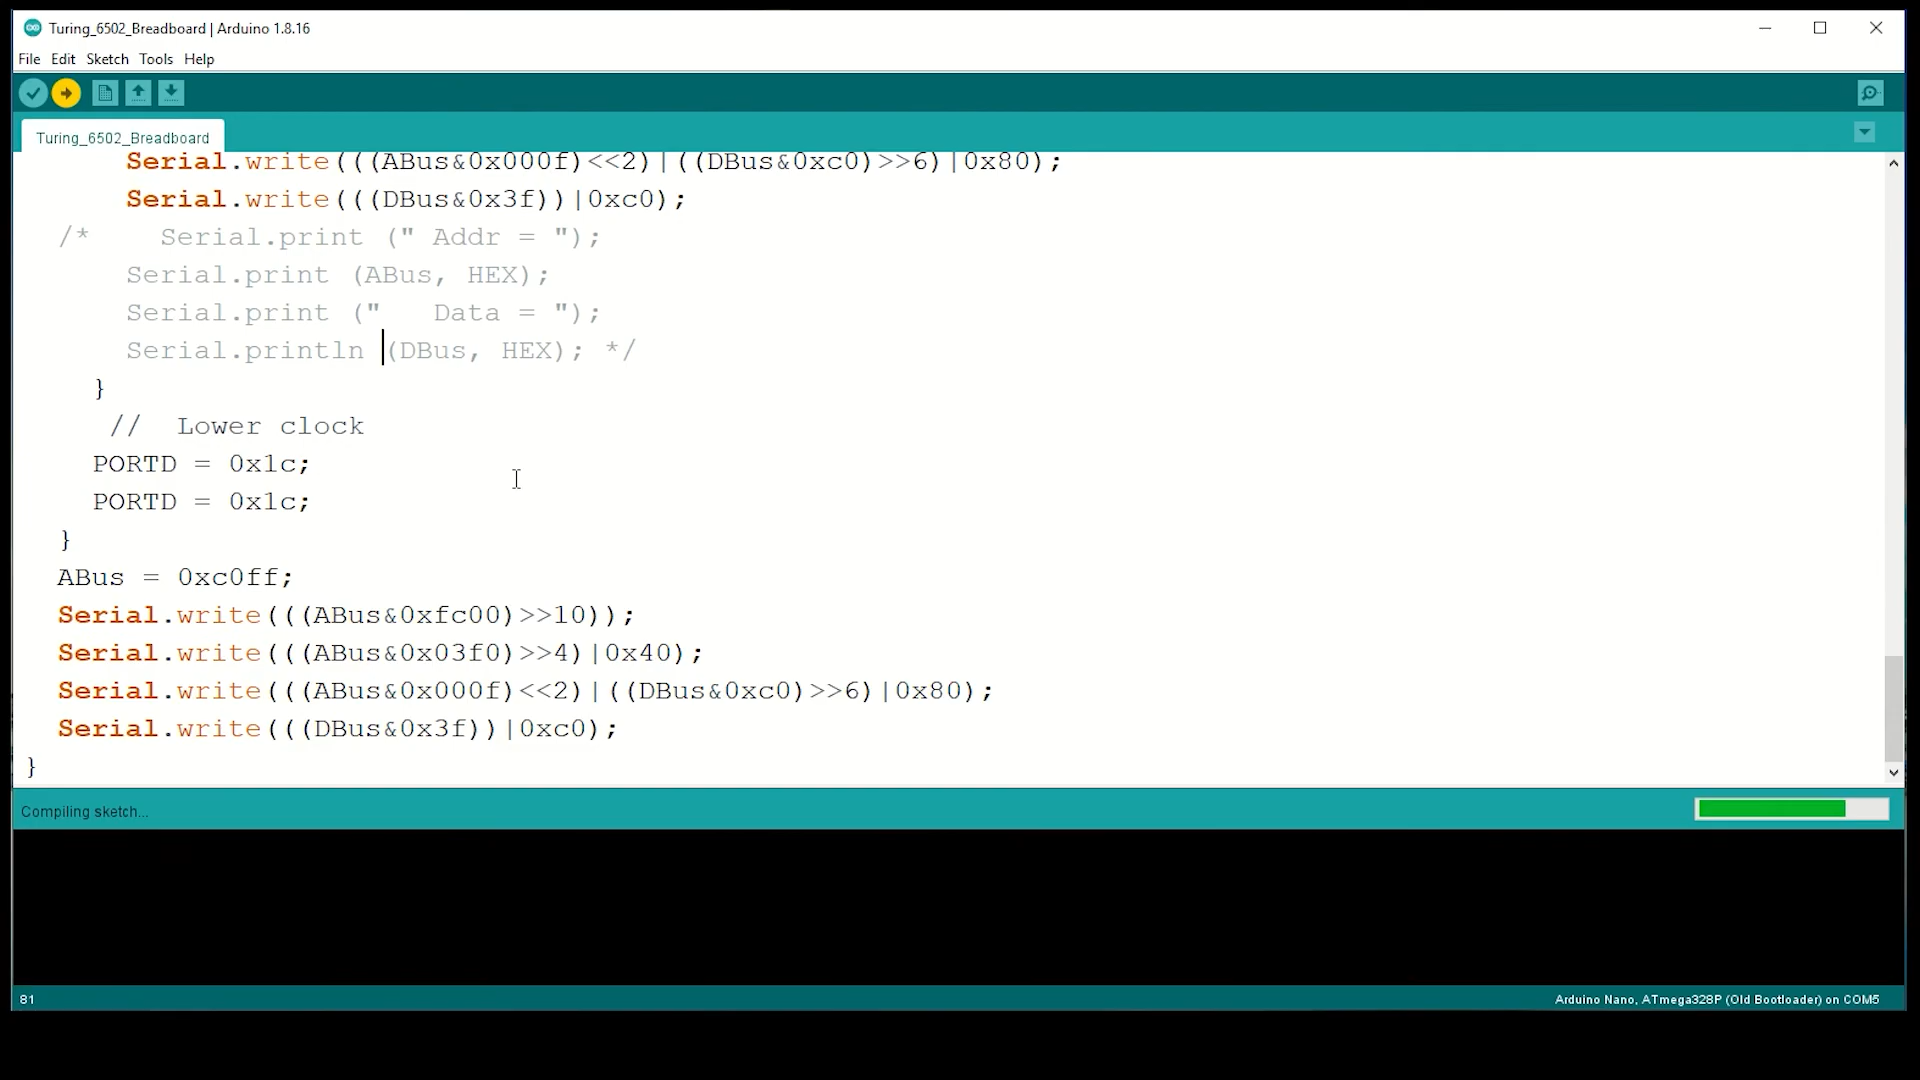 Turing_6502_Breadboard | Arduino 1.8.16
File Edit Sketch Tools Help
Turing_6502_Breadboard
Serial.write(((ABus&0x000f)<<2)|((DBus&0xc0)>>6)|0x80);
Serial.write(((DBus&0x3f))|0xc0);
/* Serial.print (" Addr = ");
Serial.print (ABus, HEX);
Serial.print ("   Data = ");
Serial.println (DBus, HEX); */
}
// Lower clock
PORTD = 0x1c;
PORTD = 0x1c;
}
ABus = 0xc0ff;
Serial.write(((ABus&0xfc00)>>10));
Serial.write(((ABus&0x03f0)>>4)|0x40);
Serial.write(((ABus&0x000f)<<2)|((DBus&0xc0)>>6)|0x80);
Serial.write(((DBus&0x3f))|0xc0);
}
Compiling sketch...
81
Arduino Nano, ATmega328P (Old Bootloader) on COM5